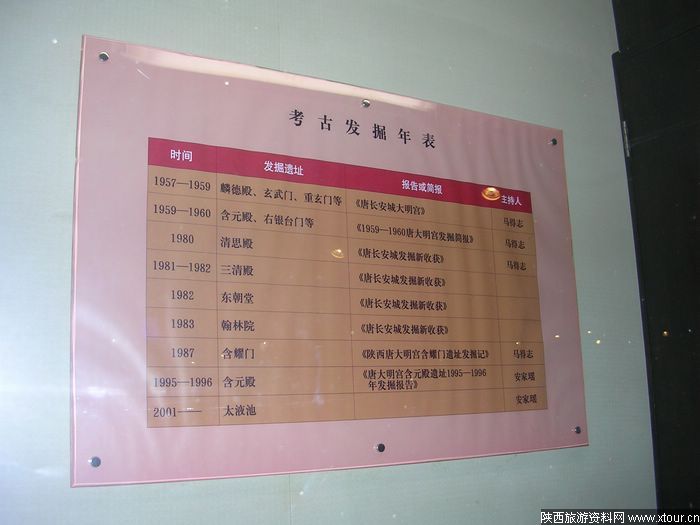 考古发掘年表
时间 发掘遗址 报告或简报 主持人
1957—1959 麟德殿、玄武门、重玄门等 《唐长安城大明宫》 马得志
1959—1960 含元殿、右银台门等 《1959—1960唐大明宫发掘简报》 马得志
1980 清思殿 《唐长安城发掘新收获》 马得志
1981—1982 三清殿 《唐长安城发掘新收获》
1982 东朝堂 《唐长安城发掘新收获》
1983 翰林院 《唐长安城发掘新收获》
1987 含耀门 《陕西唐大明宫含耀门遗址发掘记》 马得志
1995—1996 含元殿 《唐大明宫含元殿遗址1995—1996
年发掘报告》 安家瑶
2001—— 太液池 安家瑶
陕西旅游资料网 www.xtour.cn